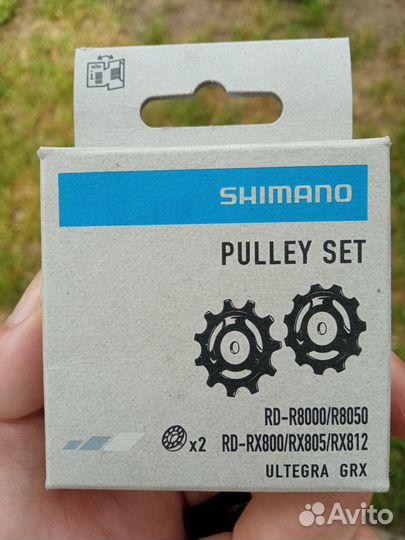 SHIMANO
PULLEY SET
RD-R8000/R8050
x2 RD-RX800/RX805/RX812
ULTEGRA GRX
Avito